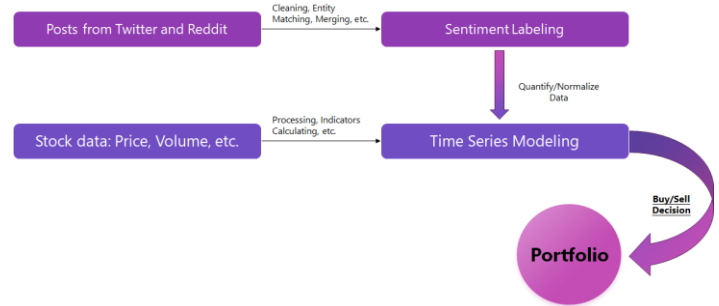 Posts from Twitter and Reddit
Cleaning, Entity
Matching, Merging, etc.
Sentiment Labeling
Quantify/Normalize
Data
Stock data: Price, Volume, etc.
Processing, Indicators
Calculating, etc.
Time Series Modeling
Buy/Sell
Decision
Portfolio